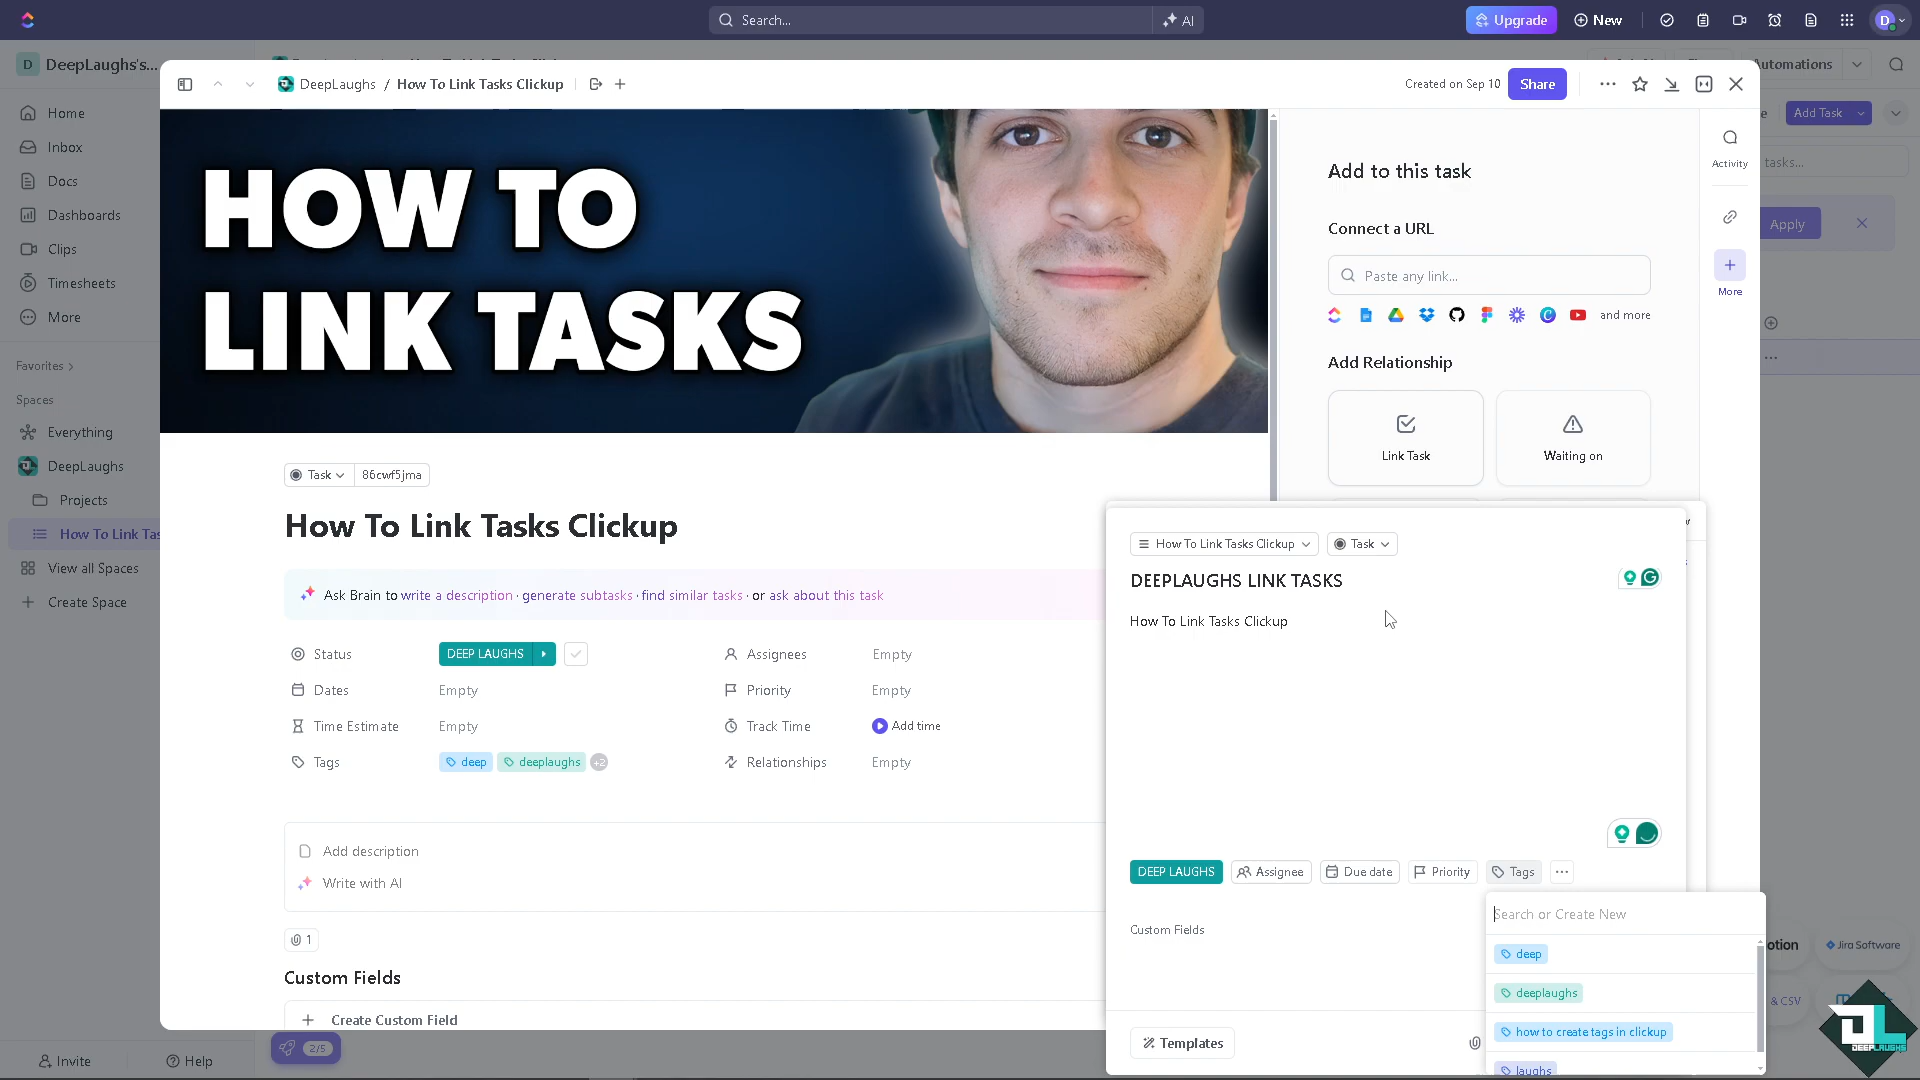 Search...
AI
Upgrade
New
D
D DeepLaughs's...
Automations
DeepLaughs / How To Link Tasks Clickup
Created on Sep 10
Share
Home
Inbox
Docs
Dashboards
Clips
Timesheets
More
Favorites
Spaces
Everything
DeepLaughs
Projects
How To Link Tas
View all Spaces
Create Space
Invite
Help
2/5
Add Task
tasks...
Apply
HOW TO
LINK TASKS
Task
86cwf5jma
How To Link Tasks Clickup
Ask Brain to write a description · generate subtasks · find similar tasks · or ask about this task
Status
DEEP LAUGHS
Assignees
Empty
Dates
Empty
Priority
Empty
Time Estimate
Empty
Track Time
Add time
Tags
deep
deeplaughs
+2
Relationships
Empty
Add description
Write with AI
1
Custom Fields
Create Custom Field
Add to this task
Connect a URL
Paste any link...
and more
Add Relationship
Link Task
Waiting on
Activity
More
How To Link Tasks Clickup
Task
DEEPLAUGHS LINK TASKS
How To Link Tasks Clickup
DEEP LAUGHS
Assignee
Due date
Priority
Tags
Custom Fields
Templates
Search or Create New
deep
deeplaughs
how to create tags in clickup
laughs
otion
Jira Software
& CSV
DL
DEEPLAUGHS